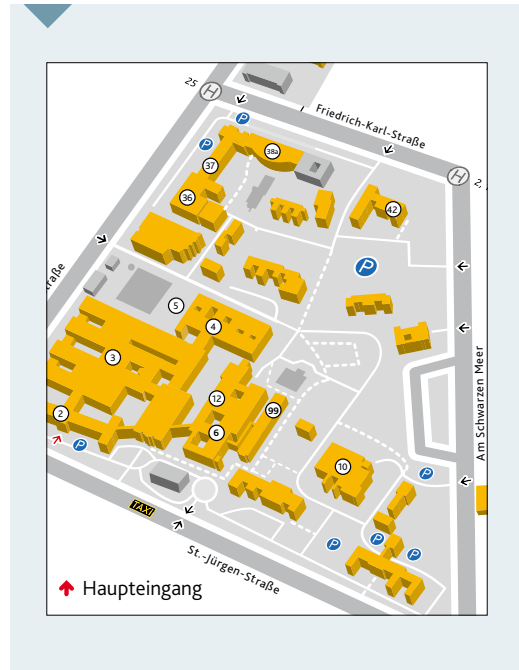 25
H
Friedrich-Karl-Straße
P
P
38a
37
H
2
36
42
P
raße
5
4
3
12
99
2
6
P
10
P
Am Schwarzen Meer
TAXI
P
P
P
St.-Jürgen-Straße
Haupteingang